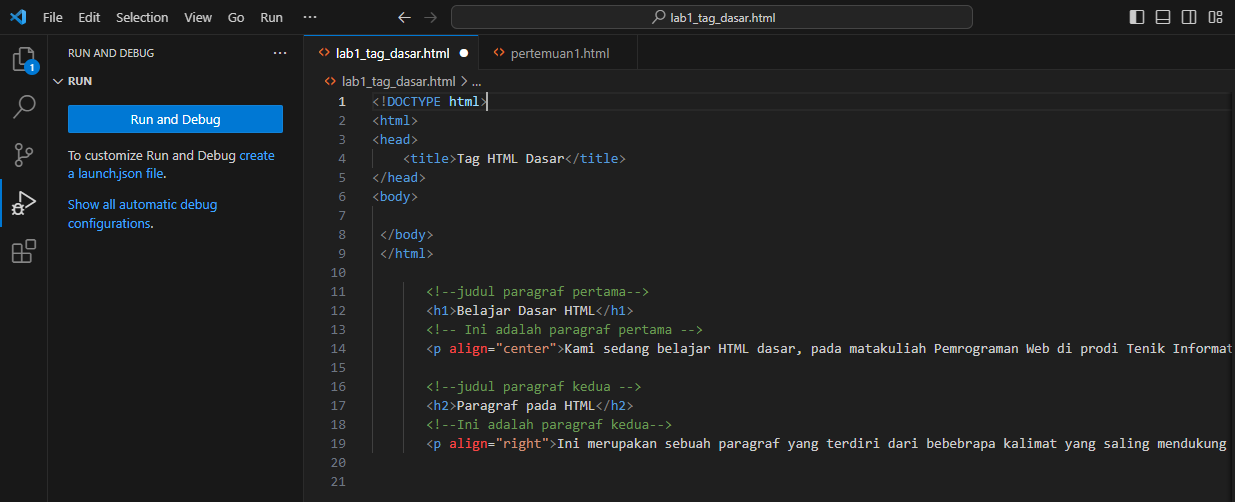 File Edit Selection View Go Run ···
lab1_tag_dasar.html
RUN AND DEBUG ···
lab1_tag_dasar.html pertemuan1.html
RUN
lab1_tag_dasar.html > ...
1
Run and Debug
To customize Run and Debug create
a launch.json file.
Show all automatic debug
configurations.
1 <!DOCTYPE html>
2 <html>
3 <head>
4 <title>Tag HTML Dasar</title>
5 </head>
6 <body>
7
8 </body>
9 </html>
10
11 <!--judul paragraf pertama-->
12 <h1>Belajar Dasar HTML</h1>
13 <!-- Ini adalah paragraf pertama -->
14 <p align="center">Kami sedang belajar HTML dasar, pada matakuliah Pemrograman Web di prodi Tenik Informat
15
16 <!--judul paragraf kedua -->
17 <h2>Paragraf pada HTML</h2>
18 <!--Ini adalah paragraf kedua-->
19 <p align="right">Ini merupakan sebuah paragraf yang terdiri dari bebebrapa kalimat yang saling mendukung
20
21